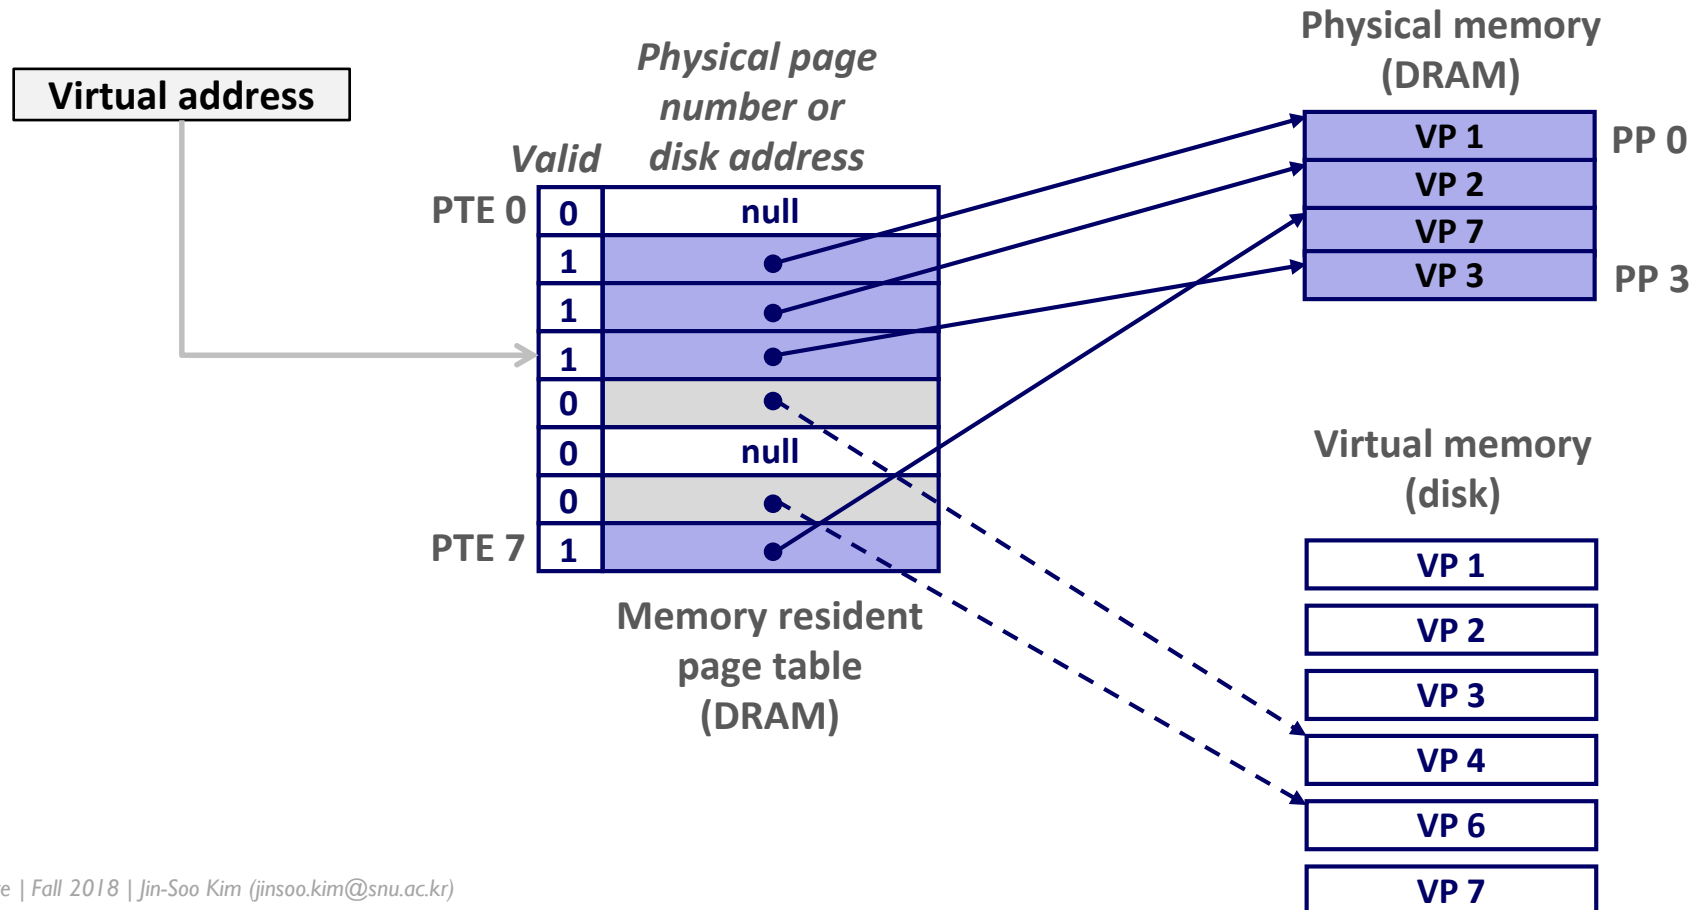 Virtual address
Physical page
number or
disk address
Valid
PTE 0
0
null
1
1
1
0
0
null
0
PTE 7
1
Memory resident
page table
(DRAM)
Physical memory
(DRAM)
VP 1
PP 0
VP 2
VP 7
VP 3
PP 3
Virtual memory
(disk)
VP 1
VP 2
VP 3
VP 4
VP 6
VP 7
e | Fall 2018 | Jin-Soo Kim (jinsoo.kim@snu.ac.kr)